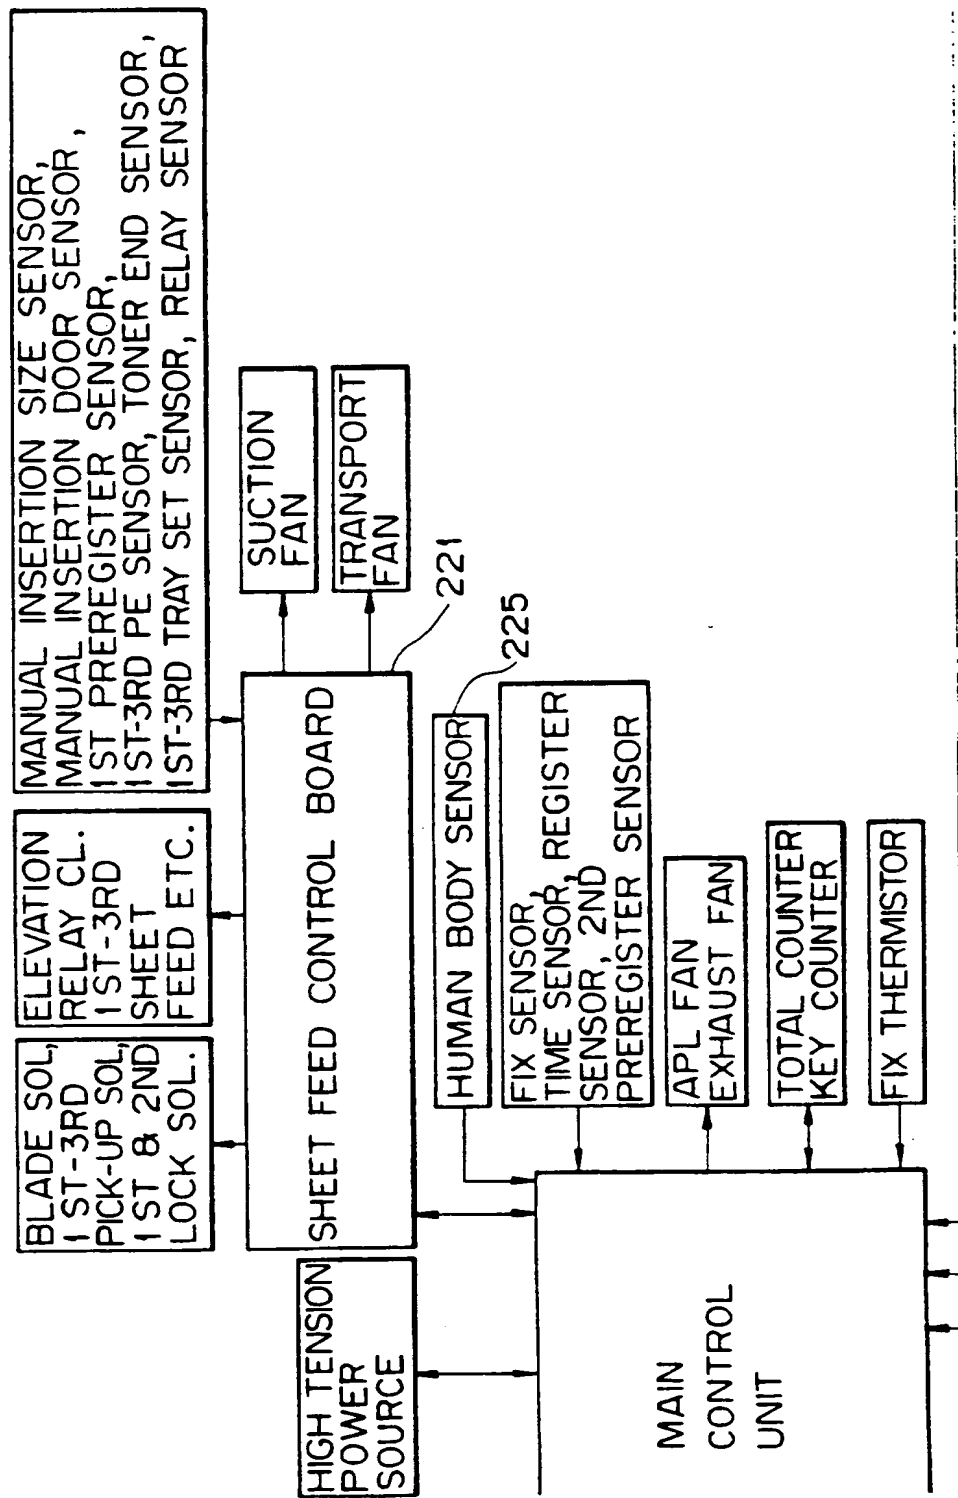 BLADE SOL,
1ST-3RD
PICK-UP SOL,
1ST & 2ND
LOCK SOL.
ELEVATION
RELAY CL.
1ST-3RD
SHEET
FEED ETC.
MANUAL INSERTION SIZE SENSOR,
MANUAL INSERTION DOOR SENSOR,
1ST PREREGISTER SENSOR,
1ST-3RD PE SENSOR, TONER END SENSOR,
1ST-3RD TRAY SET SENSOR, RELAY SENSOR
SHEET FEED CONTROL BOARD
SUCTION
FAN
TRANSPORT
FAN
221
HIGH TENSION
POWER
SOURCE
HUMAN BODY SENSOR
225
FIX SENSOR,
TIME SENSOR, REGISTER
SENSOR, 2ND
PREREGISTER SENSOR
APL FAN
EXHAUST FAN
TOTAL COUNTER
KEY COUNTER
FIX THERMISTOR
MAIN
CONTROL
UNIT